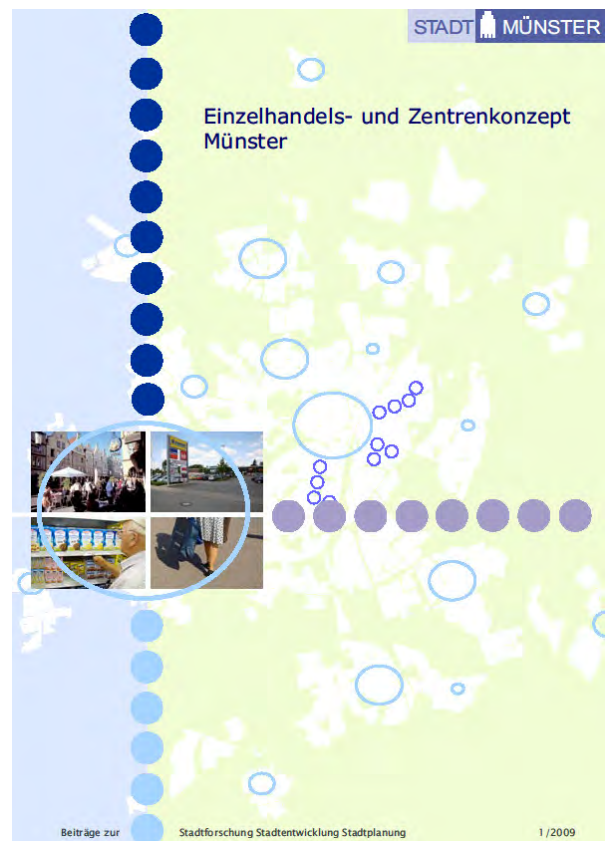 STADT MÜNSTER
Einzelhandels- und Zentrenkonzept
Münster
Beiträge zur Stadtforschung Stadtentwicklung Stadtplanung 1/2009